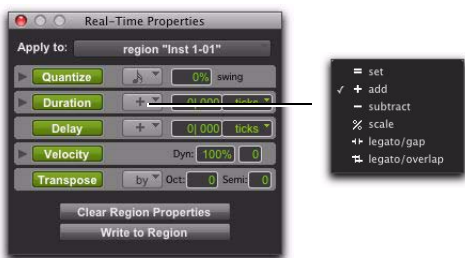 Real-Time Properties
Apply to: region "Inst 1-01"
Quantize 0% swing
Duration + 0| 000 ticks
Delay + 0| 000 ticks
Velocity Dyn: 100% 0
Transpose by Oct: 0 Semi: 0
Clear Region Properties
Write to Region
= set
✓ + add
− subtract
% scale
legato/gap
legato/overlap